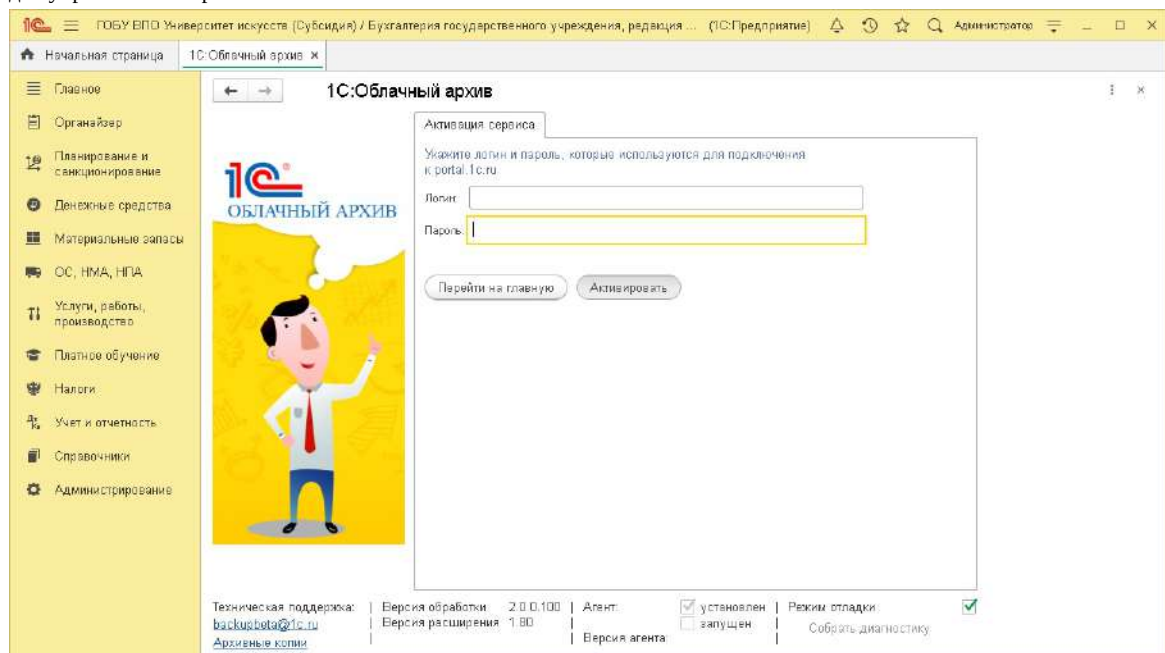 ГОБУ ВПО Университет искусств (Субсидия) / Бухгалтерия государственного учреждения, редакция ... (1С:Предприятие) Администратор
Начальная страница 1С:Облачный архив
Главное
Органайзер
Планирование и
санкционирование
Денежные средства
Материальные запасы
ОС, НМА, НПА
Услуги, работы,
производство
Платное обучение
Налоги
Учет и отчетность
Справочники
Администрирование
1С:Облачный архив
1С
ОБЛАЧНЫЙ АРХИВ
Активация сервиса
Укажите логин и пароль, которые используются для подключения
к portal.1c.ru
Логин:
Пароль:
Перейти на главную Активировать
Техническая поддержка: Версия обработки 2.0.0.100 Агент: установлен Режим отладки
backupbeta@1c.ru Версия расширения 1.80 запущен Собрать диагностику
Архивные копии Версия агента: